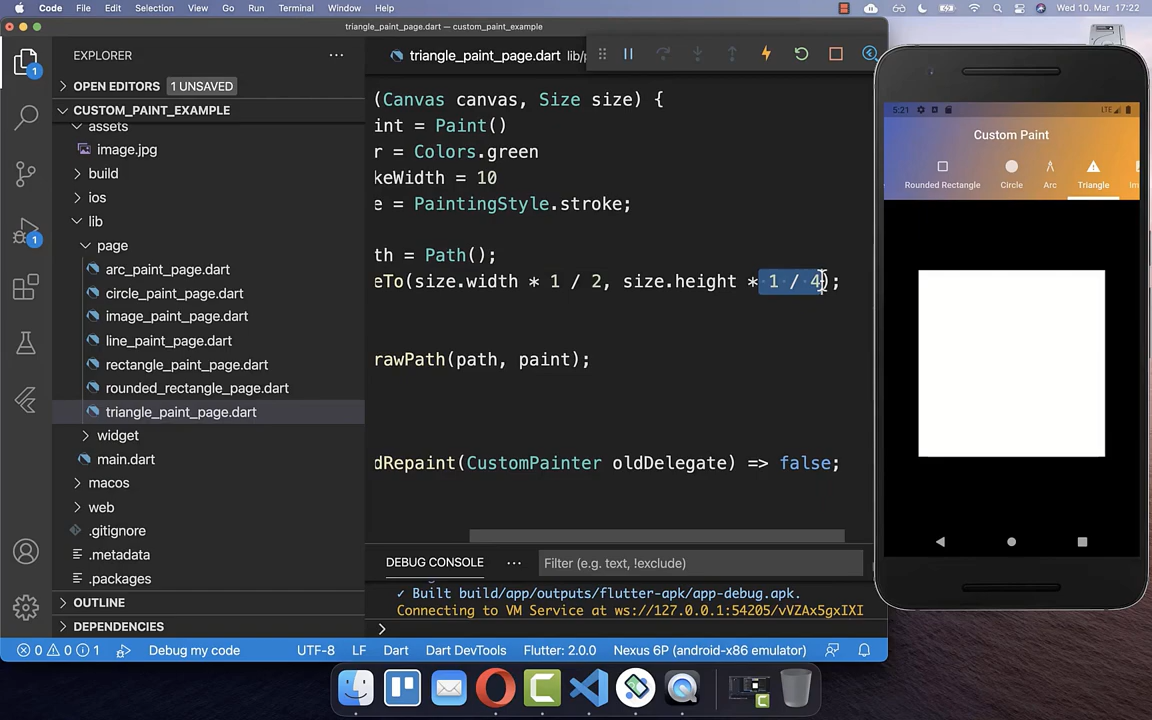 Code File Edit Selection View Go Run Terminal Window Help Wed 10. Mar 17:22
triangle_paint_page.dart — custom_paint_example
EXPLORER
OPEN EDITORS 1 UNSAVED
CUSTOM_PAINT_EXAMPLE
assets
image.jpg
build
ios
lib
page
arc_paint_page.dart
circle_paint_page.dart
image_paint_page.dart
line_paint_page.dart
rectangle_paint_page.dart
rounded_rectangle_page.dart
triangle_paint_page.dart
widget
main.dart
macos
web
.gitignore
.metadata
.packages
OUTLINE
DEPENDENCIES
1
1
triangle_paint_page.dart lib/p
(Canvas canvas, Size size) {
int = Paint()
r = Colors.green
keWidth = 10
e = PaintingStyle.stroke;
th = Path();
eTo(size.width * 1 / 2, size.height * 1 / 4);
rawPath(path, paint);
dRepaint(CustomPainter oldDelegate) => false;
DEBUG CONSOLE
Filter (e.g. text, !exclude)
✓ Built build/app/outputs/flutter-apk/app-debug.apk.
Connecting to VM Service at ws://127.0.0.1:54205/vVZAx5gxIXI
0 0 1 Debug my code UTF-8 LF Dart Dart DevTools Flutter: 2.0.0 Nexus 6P (android-x86 emulator)
5:21 LTE
Custom Paint
Rounded Rectangle Circle Arc Triangle Im